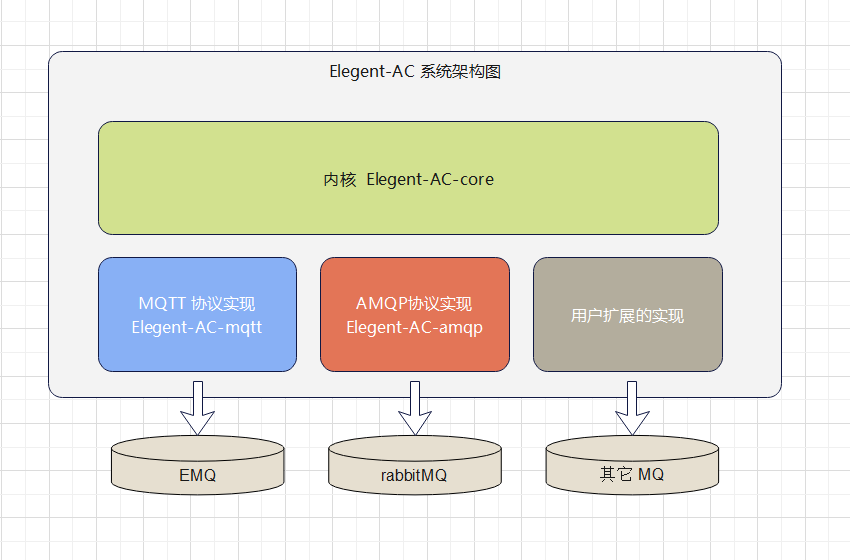 Elegent-AC 系统架构图
内核 Elegent-AC-core
MQTT 协议实现
Elegent-AC-mqtt
AMQP协议实现
Elegent-AC-amqp
用户扩展的实现
EMQ
rabbitMQ
其它 MQ